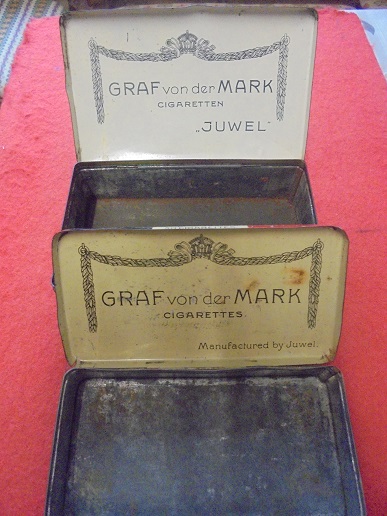 GRAF von der MARK
CIGARETTEN
„JUWEL"
GRAF von der MARK
CIGARETTES.
Manufactured by Juwel.